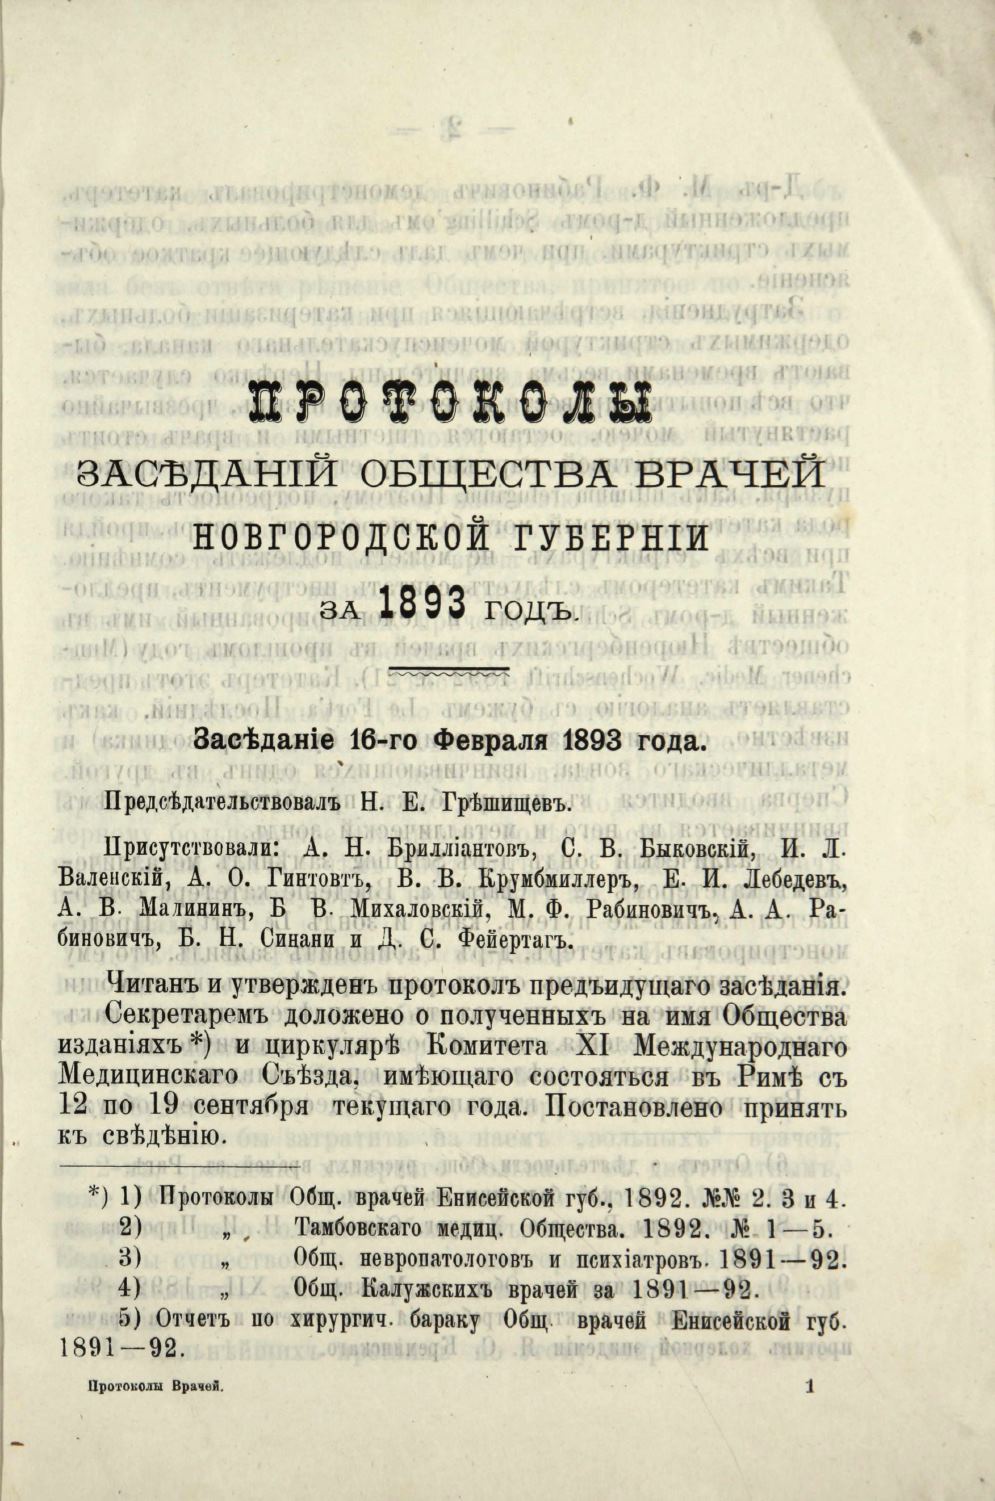 ПРОТОКОЛЫ
ЗАСѢДАНІЙ ОБЩЕСТВА ВРАЧЕЙ
НОВГОРОДСКОЙ ГУБЕРНІИ
ЗА 1893 ГОДЪ.
Засѣданіе 16-го Февраля 1893 года.
Предсѣдательствовалъ Н. Е. Грѣшищевъ.
Присутствовали: А. Н. Брилліантовъ, С. В. Быковскій, И. Л.
Валенскій, А. О. Гинтовтъ, В. В. Крумбмиллеръ, Е. И. Лебедевъ,
А. В. Малининъ, Б В. Михаловскій, М. Ф. Рабиновичъ, А. А. Ра-
биновичъ, Б. Н. Синани и Д. С. Фейертагъ.
Читанъ и утвержденъ протоколъ предъидущаго засѣданія.
Секретаремъ доложено о полученныхъ на имя Общества
изданіяхъ *) и циркулярѣ Комитета XI Международнаго
Медицинскаго Съѣзда, имѣющаго состояться въ Римѣ съ
12 по 19 сентября текущаго года. Постановлено принять
къ свѣдѣнію.
*) 1) Протоколы Общ. врачей Енисейской губ., 1892. №№ 2. 3 и 4.
2) „ Тамбовскаго медиц. Общества. 1892. № 1—5.
3) „ Общ. невропатологовъ и психіатровъ. 1891—92.
4) „ Общ. Калужскихъ врачей за 1891—92.
5) Отчетъ по хирургич. бараку Общ. врачей Енисейской губ.
1891—92.
Протоколы Врачей. 1